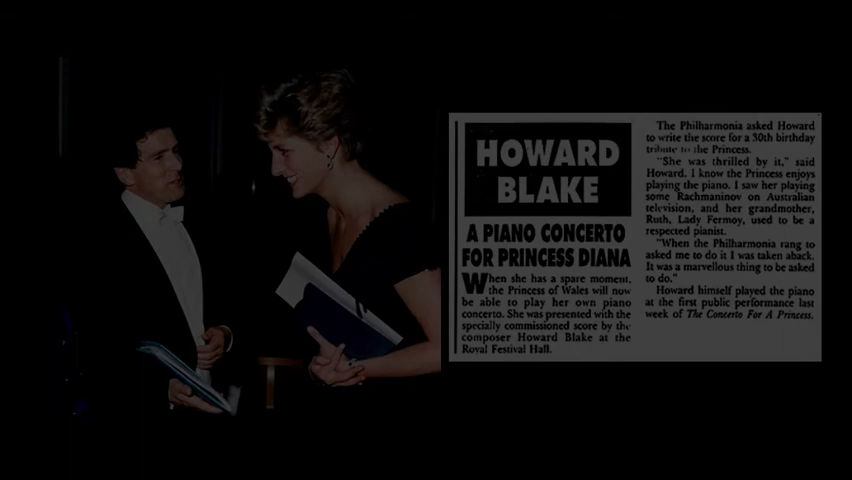 HOWARD
BLAKE
A PIANO CONCERTO
FOR PRINCESS DIANA
When she has a spare moment,
the Princess of Wales will now
be able to play her own piano
concerto. She was presented with the
specially commissioned score by the
composer Howard Blake at the
Royal Festival Hall.
The Philharmonia asked Howard
to write the score for a 30th birthday
tribute to the Princess.
"She was thrilled by it," said
Howard. I know the Princess enjoys
playing the piano. I saw her playing
some Rachmaninov on Australian
television, and her grandmother,
Ruth, Lady Fermoy, used to be a
respected pianist.
"When the Philharmonia rang to
asked me to do it I was taken aback.
It was a marvellous thing to be asked
to do."
Howard himself played the piano
at the first public performance last
week of The Concerto For A Princess.